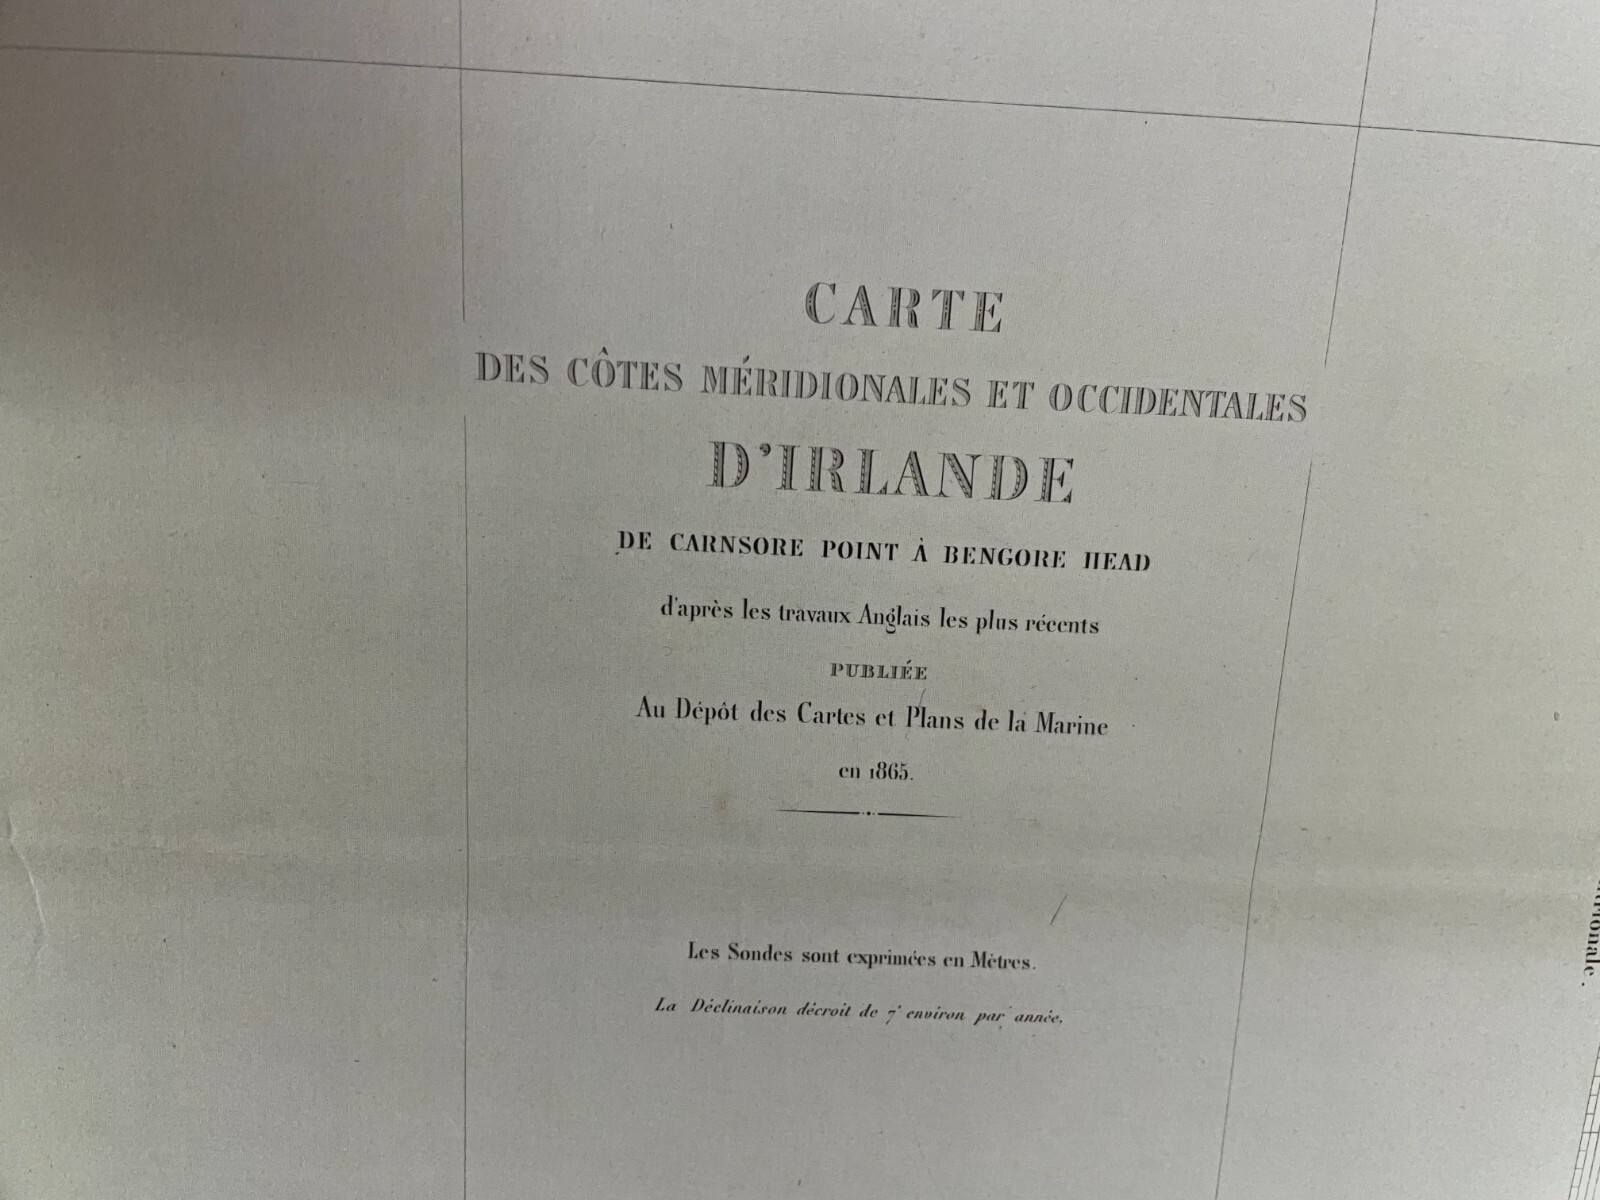 CARTE
DES CÔTES MÉRIDIONALES ET OCCIDENTALES
D'IRLANDE
DE CARNSORE POINT À BENGORE HEAD
d'après les travaux Anglais les plus récents
PUBLIÉE
Au Dépôt des Cartes et Plans de la Marine
en 1865.
Les Sondes sont exprimées en Mètres.
La Déclinaison décroit de 7' environ par année.